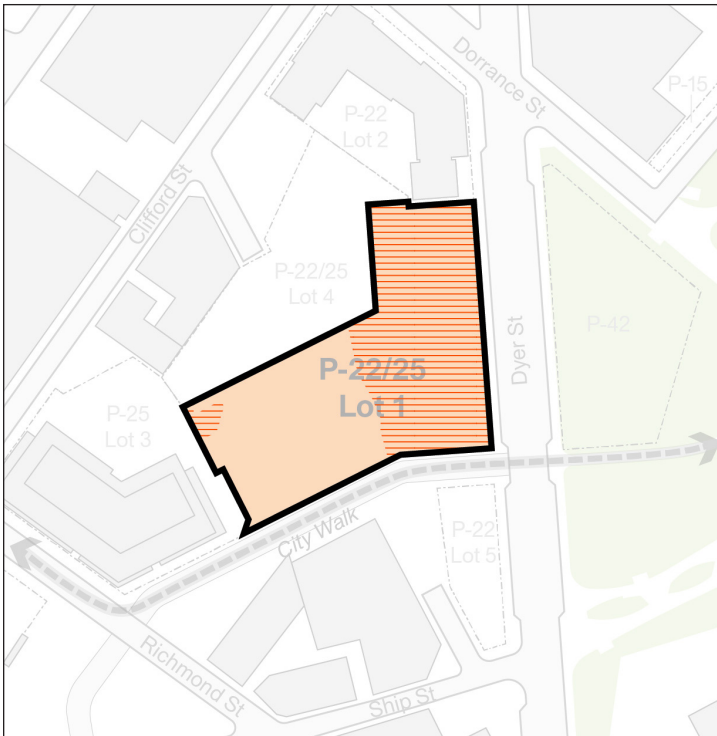 Dorrance St
P-15
P-22
Lot 2
Clifford St
P-22/25
Lot 4
P-42
Dyer St
P-22/25
Lot 1
P-25
Lot 3
City Walk
P-22
Lot 5
Richmond St
Ship St